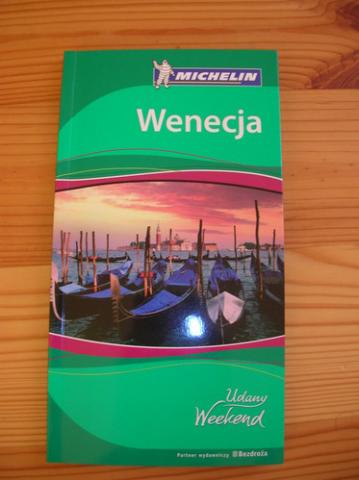 MICHELIN
Wenecja
Udany
Weekend
Partner wydawniczy Bezdroża